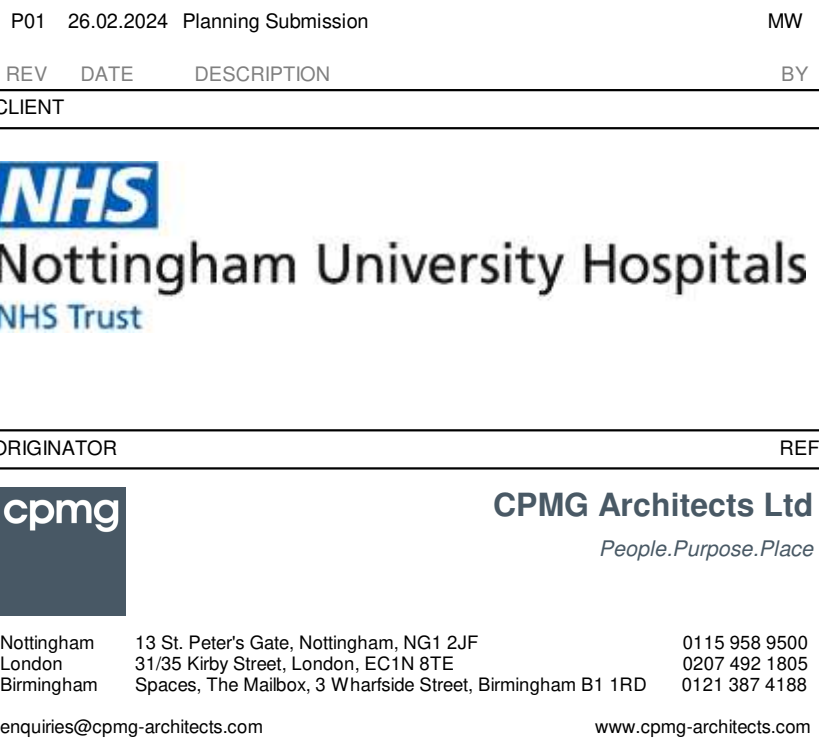 P01 26.02.2024 Planning Submission MW
REV DATE DESCRIPTION BY
CLIENT
NHS
Nottingham University Hospitals
NHS Trust
ORIGINATOR REF
cpmg
CPMG Architects Ltd
People.Purpose.Place
Nottingham 13 St. Peter's Gate, Nottingham, NG1 2JF 0115 958 9500
London 31/35 Kirby Street, London, EC1N 8TE 0207 492 1805
Birmingham Spaces, The Mailbox, 3 Wharfside Street, Birmingham B1 1RD 0121 387 4188
enquiries@cpmg-architects.com www.cpmg-architects.com